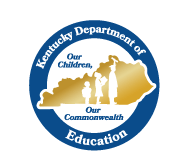 Kentucky Department of
Our
Children,
Our
Commonwealth
Education